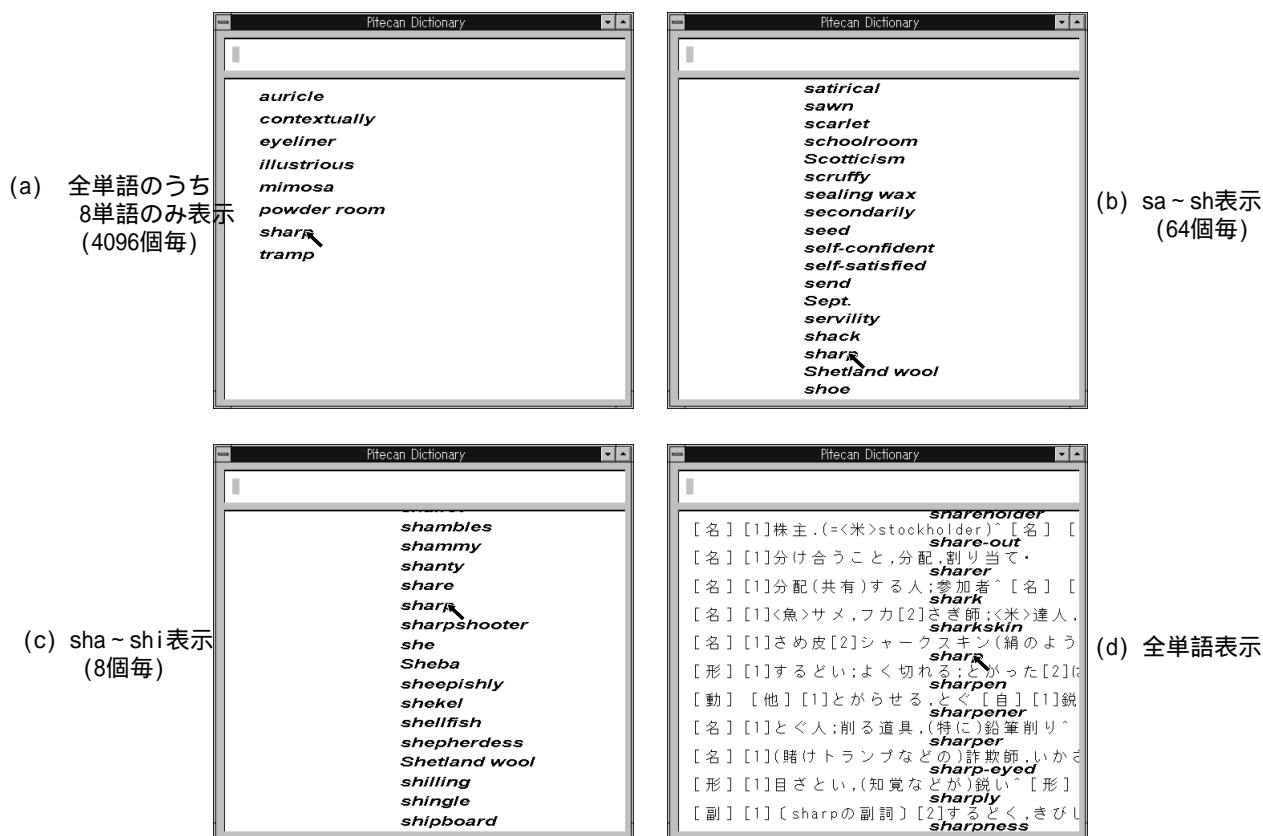 Pitecan Dictionary
auricle
contextually
eyeliner
illustrious
mimosa
powder room
sharp
tramp
(a) 全単語のうち
8単語のみ表示
(4096個毎)
Pitecan Dictionary
satirical
sawn
scarlet
schoolroom
Scotticism
scruffy
sealing wax
secondarily
seed
self-confident
self-satisfied
send
Sept.
servility
shack
sharp
Shetland wool
shoe
(b) sa~sh表示
(64個毎)
Pitecan Dictionary
shambles
shammy
shanty
share
sharp
sharpshooter
she
Sheba
sheepishly
shekel
shellfish
shepherdess
Shetland wool
shilling
shingle
shipboard
(c) sha~shi表示
(8個毎)
Pitecan Dictionary
shareholder
[名] [1]株主.(=<米>stockholder)^[名] [
share-out
[名] [1]分け合うこと,分配,割り当て・
sharer
[名] [1]分配(共有)する人;参加者^[名] [
shark
[名] [1]<魚>サメ,フカ[2]さぎ師;<米>達人,
sharkskin
[名] [1]さめ皮[2]シャークスキン(絹のよう
sharp
[形] [1]するどい;よく切れる;とがった[2]は
sharpen
[動] [他] [1]とがらせる,とぐ[自] [1]鋭
sharpener
[名] [1]とぐ人;削る道具,(特に)鉛筆削り^
sharper
[名] [1](賭けトランプなどの)詐欺師,いかさ
sharp-eyed
[形] [1]目ざとい,(知覚などが)鋭い^[形]
sharply
[副] [1]〔sharpの副詞〕[2]するどく,きびし
sharpness
(d) 全単語表示